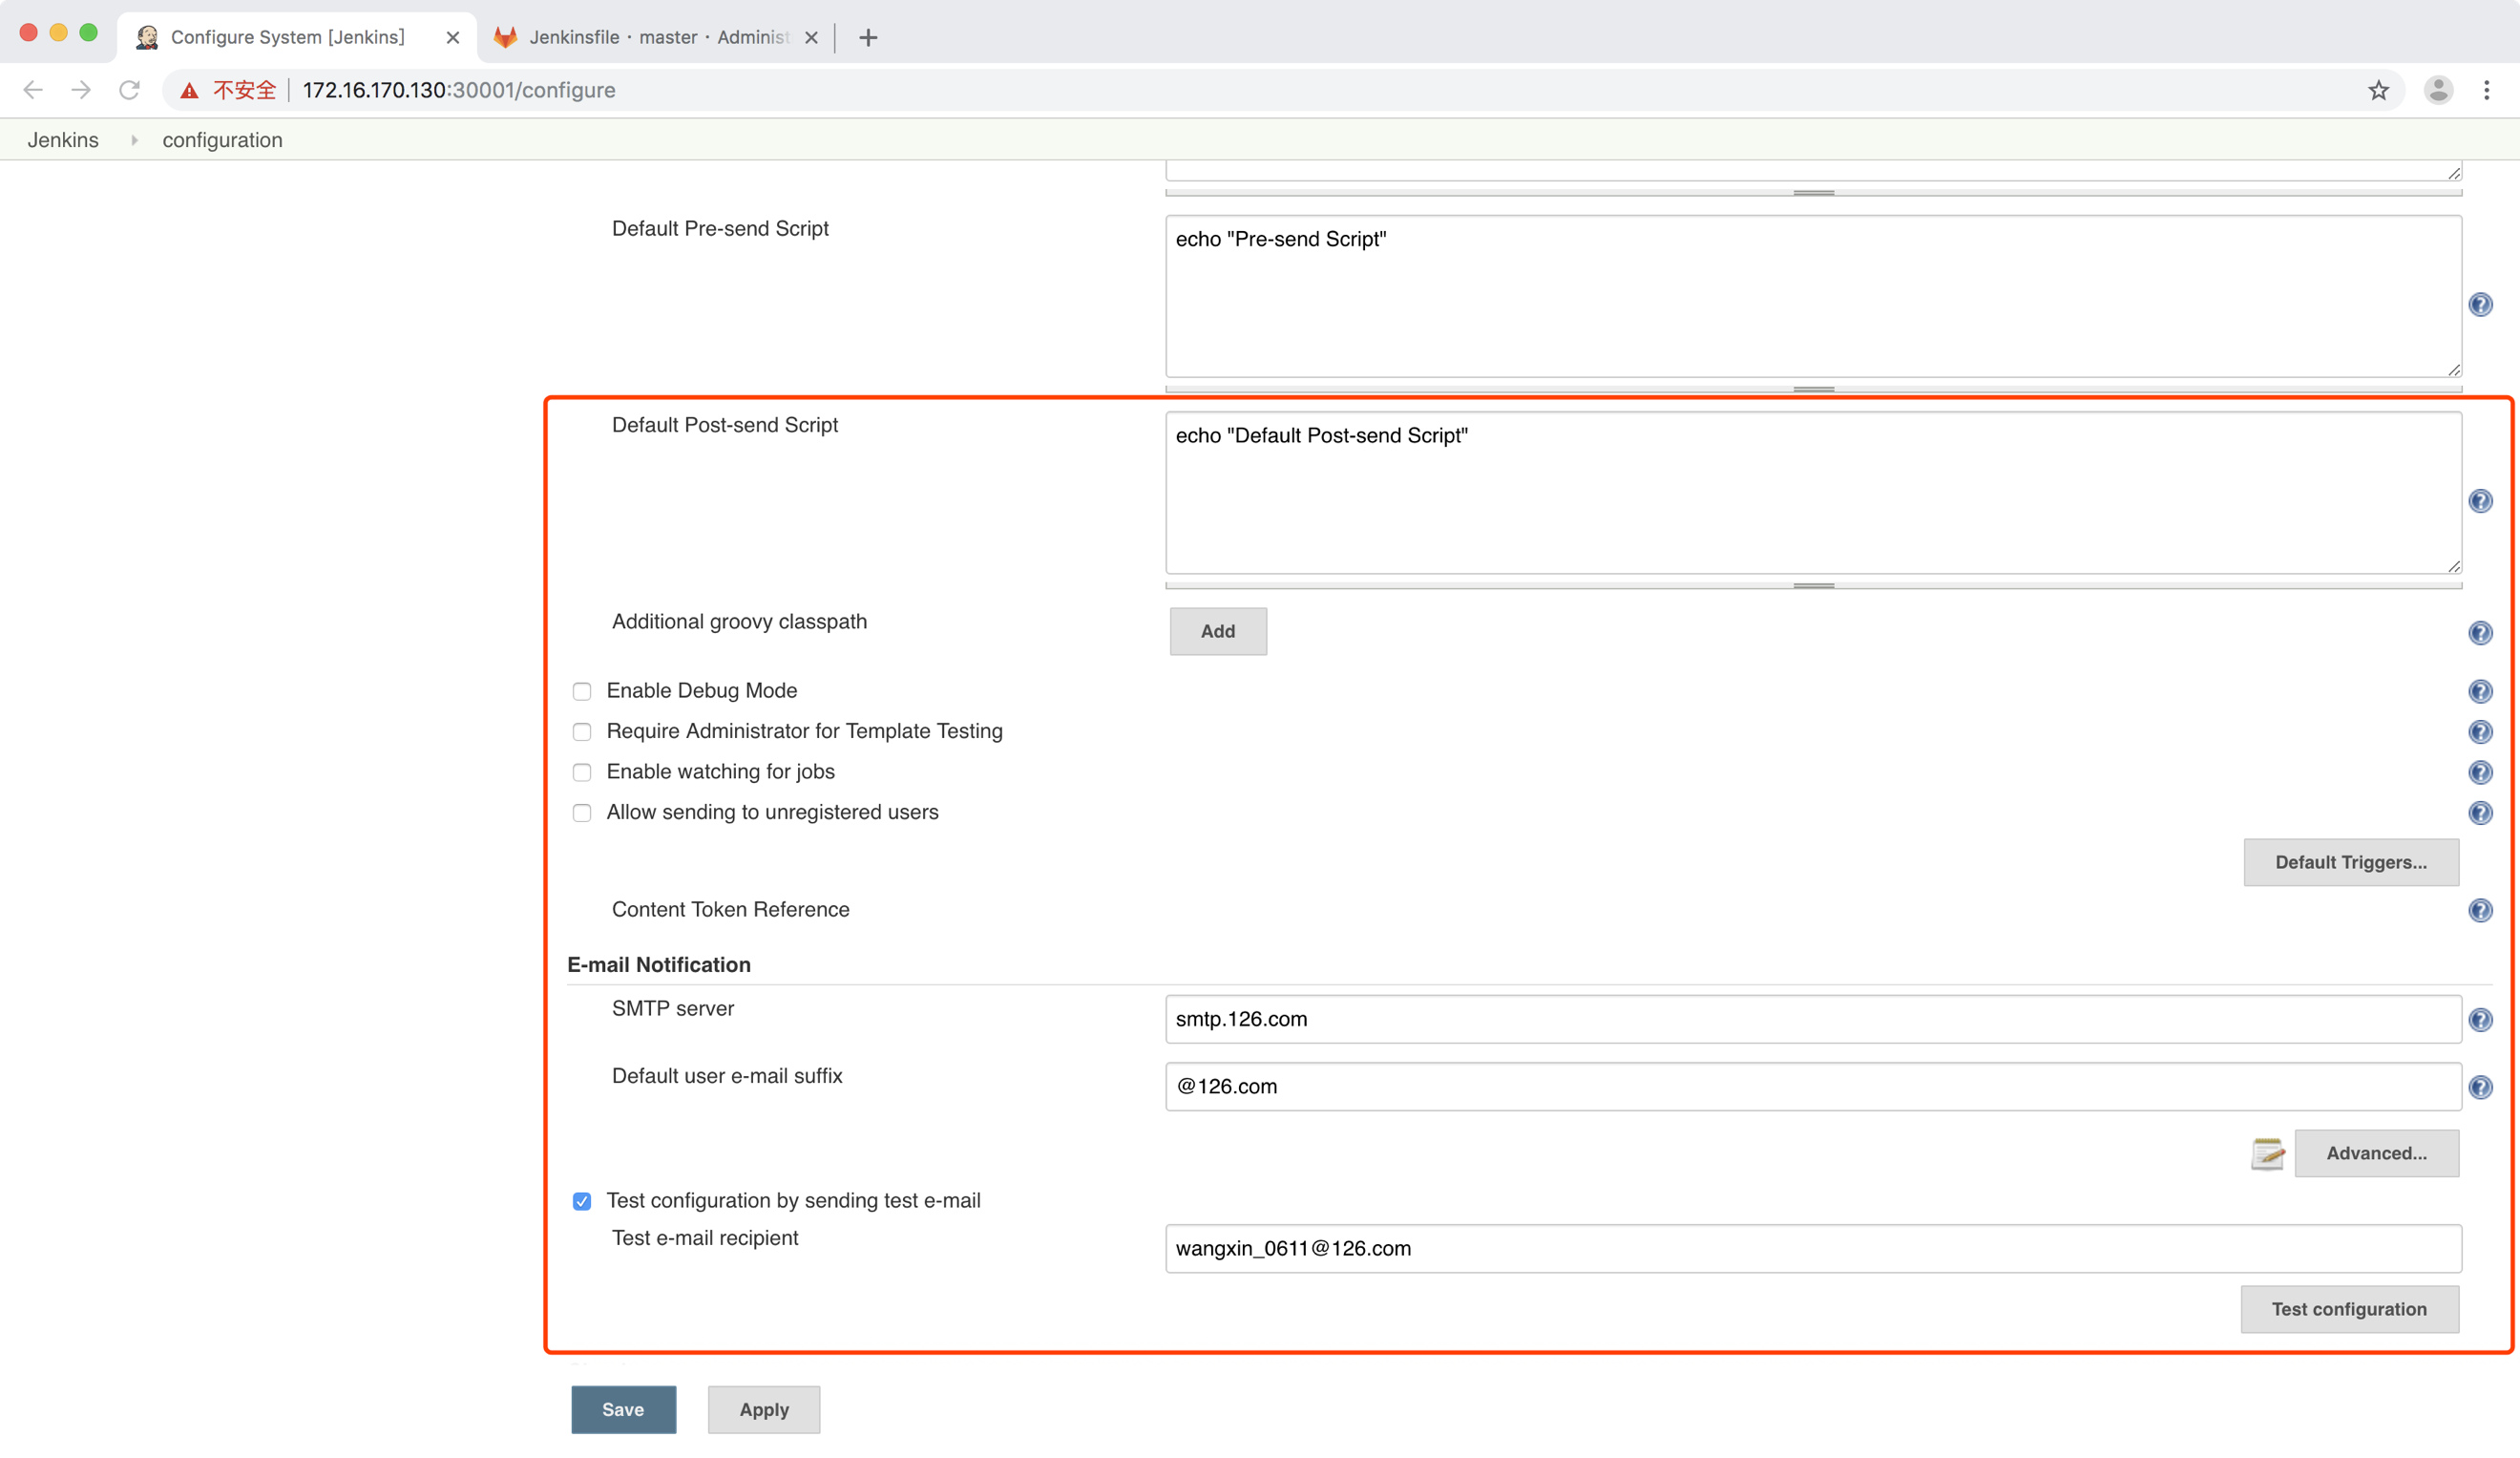 Configure System [Jenkins]
Jenkinsfile · master · Administ
不安全
172.16.170.130:30001/configure
Jenkins
configuration
Default Pre-send Script
echo "Pre-send Script"
Default Post-send Script
echo "Default Post-send Script"
Additional groovy classpath
Add
Enable Debug Mode
Require Administrator for Template Testing
Enable watching for jobs
Allow sending to unregistered users
Default Triggers...
Content Token Reference
E-mail Notification
SMTP server
smtp.126.com
Default user e-mail suffix
@126.com
Advanced...
Test configuration by sending test e-mail
Test e-mail recipient
wangxin_0611@126.com
Test configuration
Save
Apply